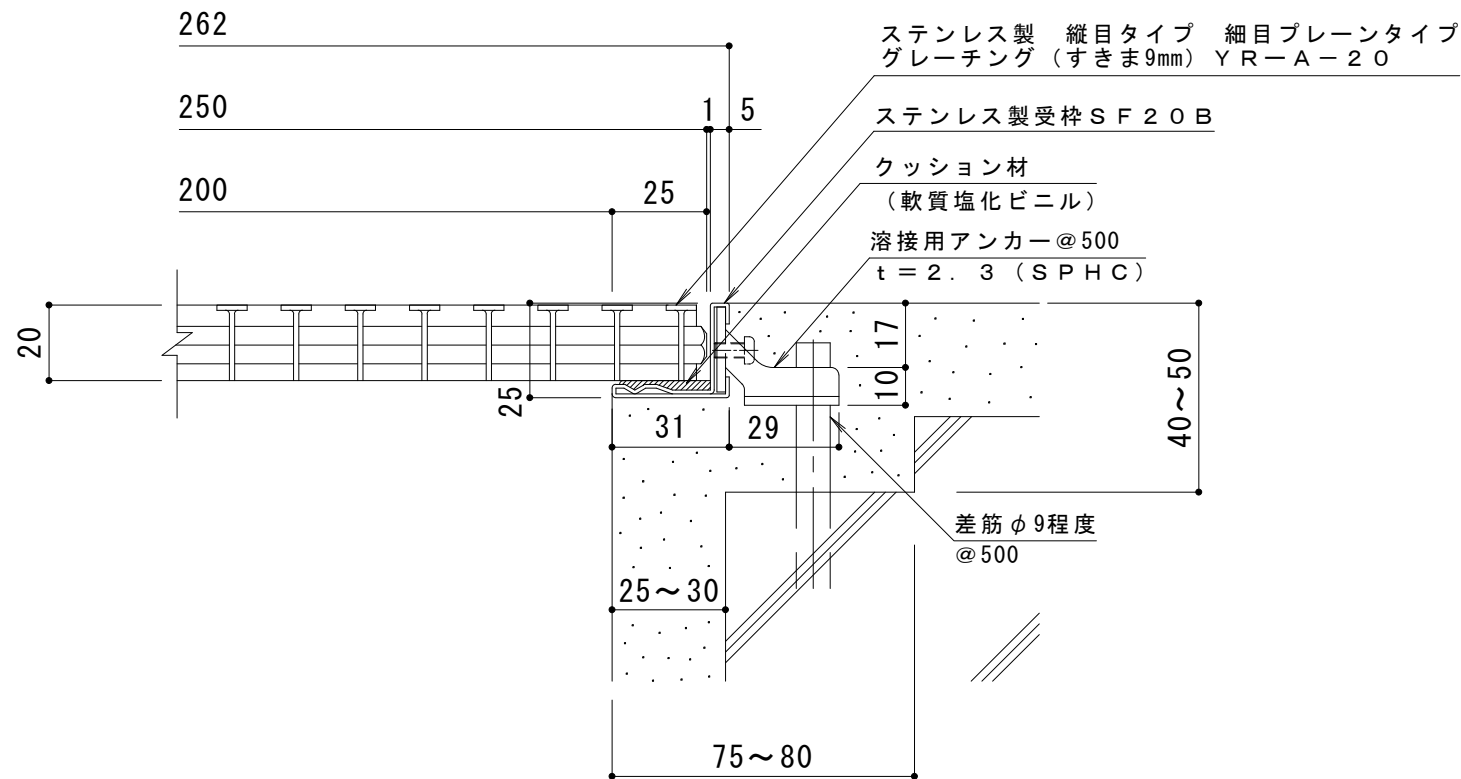 262
ステンレス製　縦目タイプ　細目プレーンタイプ
グレーチング（すきま9mm）ＹＲ－Ａ－２０
250
1
5
ステンレス製受枠ＳＦ２０Ｂ
クッション材
（軟質塩化ビニル）
200
25
溶接用アンカー＠500
ｔ＝２．３（ＳＰＨＣ）
20
25
17
10
40～50
31
29
差筋φ9程度
＠500
25～30
75～80